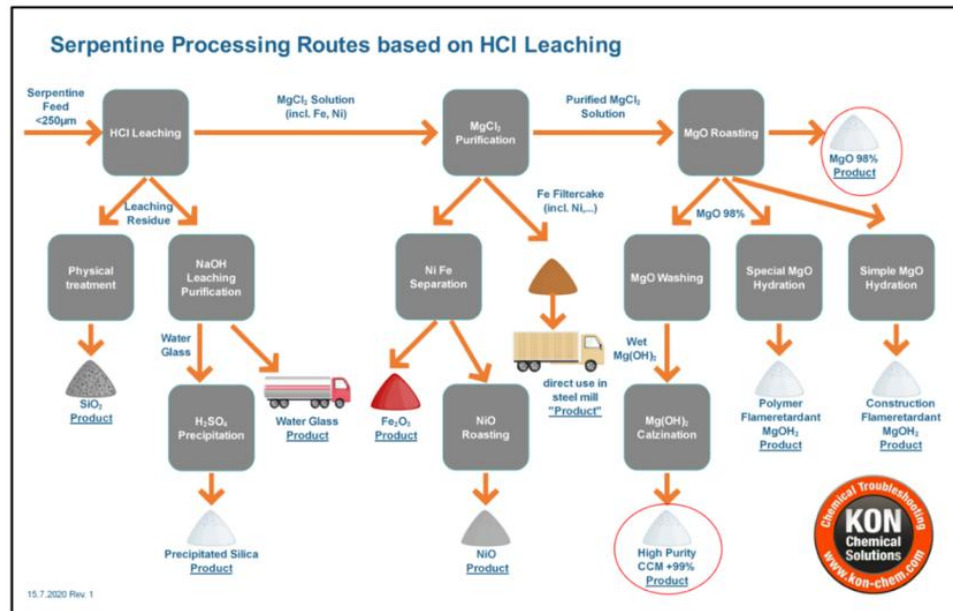 Serpentine Processing Routes based on HCl Leaching
Serpentine
Feed
<250µm
HCl Leaching
MgCl₂ Solution
(incl. Fe, Ni)
MgCl₂
Purification
Purified MgCl₂
Solution
MgO Roasting
MgO 98%
Product
Leaching
Residue
Fe Filtercake
(incl. Ni,...)
MgO 98%
Physical
treatment
NaOH
Leaching
Purification
Ni Fe
Separation
MgO Washing
Special MgO
Hydration
Simple MgO
Hydration
Water
Glass
Wet
Mg(OH)₂
SiO₂
Product
H₂SO₄
Precipitation
Water Glass
Product
Fe₂O₃
Product
NiO
Roasting
direct use in
steel mill
"Product"
Mg(OH)₂
Calzination
Polymer
Flameretardant
MgOH₂
Product
Construction
Flameretardant
MgOH₂
Product
Precipitated Silica
Product
NiO
Product
High Purity
CCM +99%
Product
Chemical Troubleshooting
KON
Chemical
Solutions
www.kon-chem.com
15.7.2020 Rev. 1